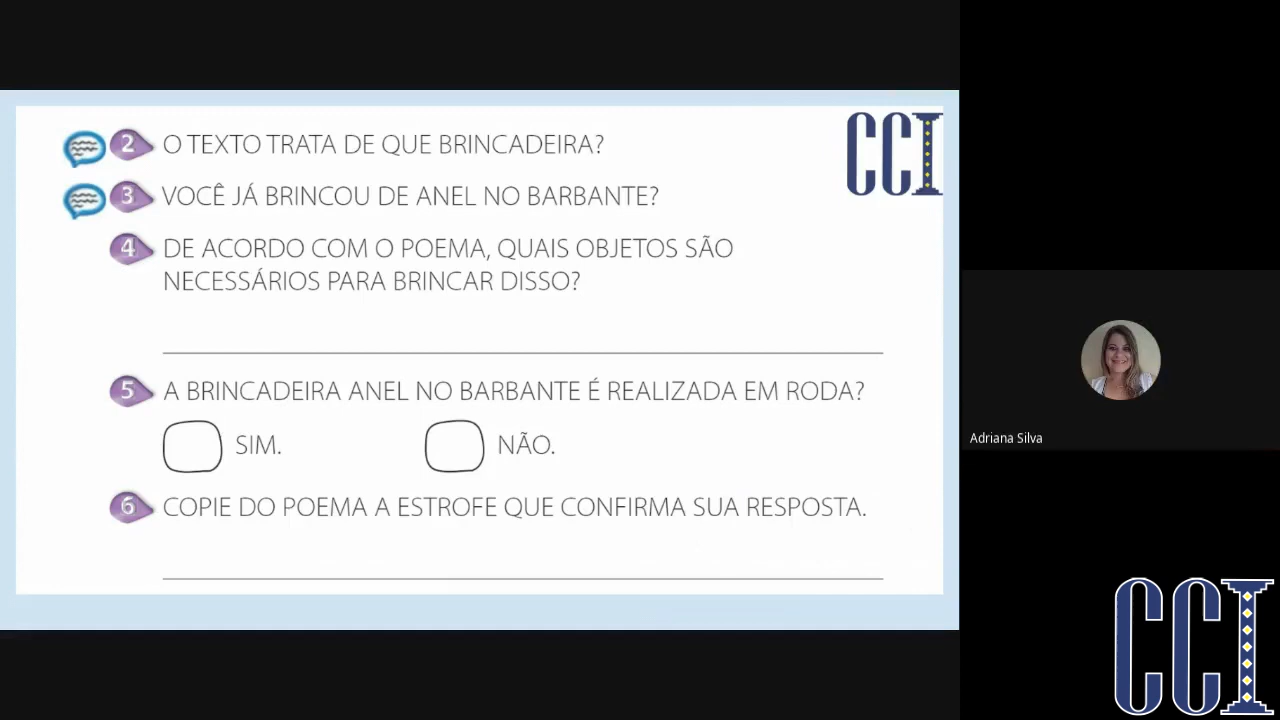 CCI
2 O TEXTO TRATA DE QUE BRINCADEIRA?
3 VOCÊ JÁ BRINCOU DE ANEL NO BARBANTE?
4 DE ACORDO COM O POEMA, QUAIS OBJETOS SÃO
NECESSÁRIOS PARA BRINCAR DISSO?
5 A BRINCADEIRA ANEL NO BARBANTE É REALIZADA EM RODA?
SIM. NÃO.
6 COPIE DO POEMA A ESTROFE QUE CONFIRMA SUA RESPOSTA.
Adriana Silva
CCI